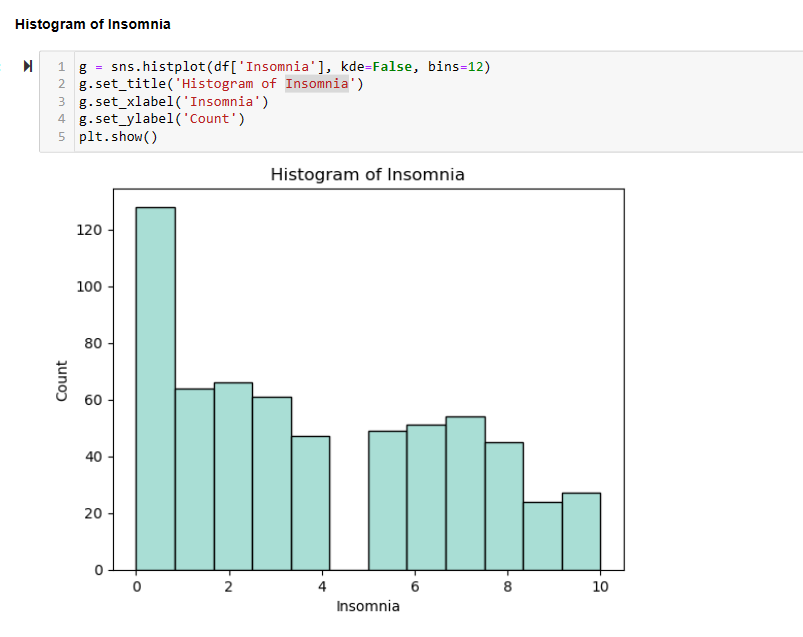 Histogram of Insomnia
1 g = sns.histplot(df['Insomnia'], kde=False, bins=12)
2 g.set_title('Histogram of Insomnia')
3 g.set_xlabel('Insomnia')
4 g.set_ylabel('Count')
5 plt.show()
Histogram of Insomnia
120
100
80
60
40
20
0
Count
0 2 4 6 8 10
Insomnia